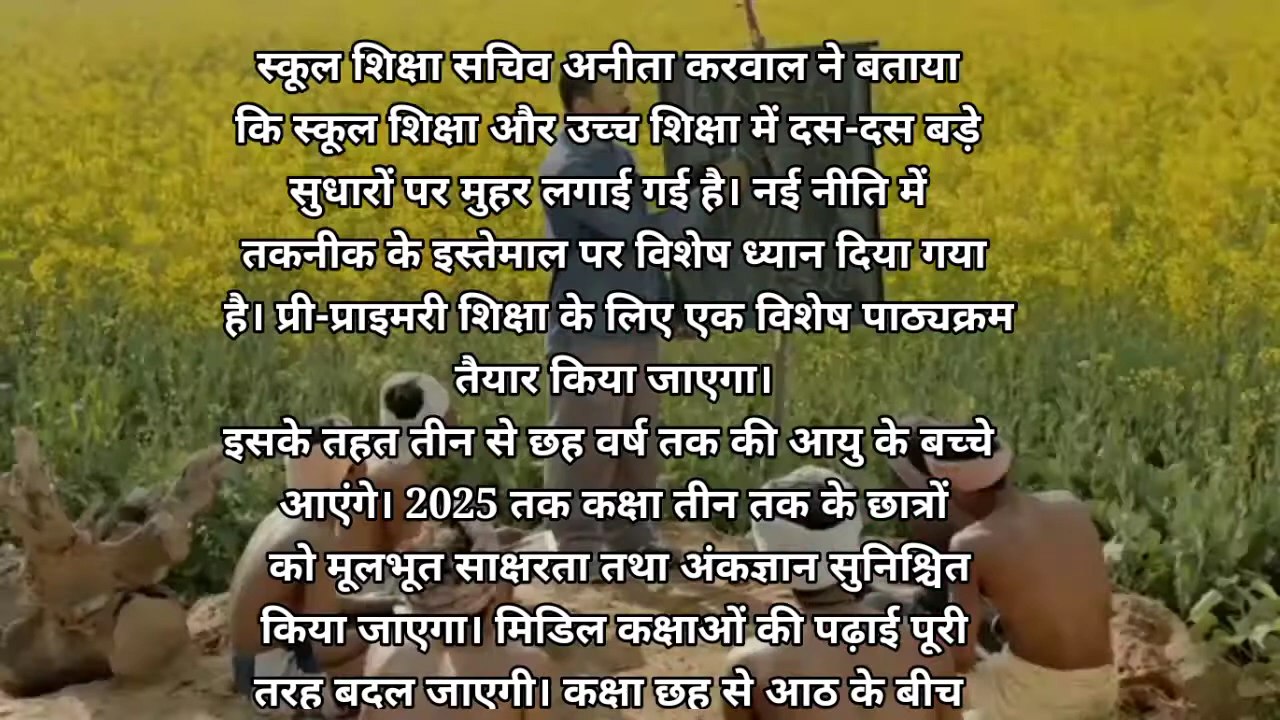 स्कूल शिक्षा सचिव अनीता करवाल ने बताया
कि स्कूल शिक्षा और उच्च शिक्षा में दस-दस बड़े
सुधारों पर मुहर लगाई गई है। नई नीति में
तकनीक के इस्तेमाल पर विशेष ध्यान दिया गया
है। प्री-प्राइमरी शिक्षा के लिए एक विशेष पाठ्यक्रम
तैयार किया जाएगा।
इसके तहत तीन से छह वर्ष तक की आयु के बच्चे
आएंगे। 2025 तक कक्षा तीन तक के छात्रों
को मूलभूत साक्षरता तथा अंकज्ञान सुनिश्चित
किया जाएगा। मिडिल कक्षाओं की पढ़ाई पूरी
तरह बदल जाएगी। कक्षा छह से आठ के बीच